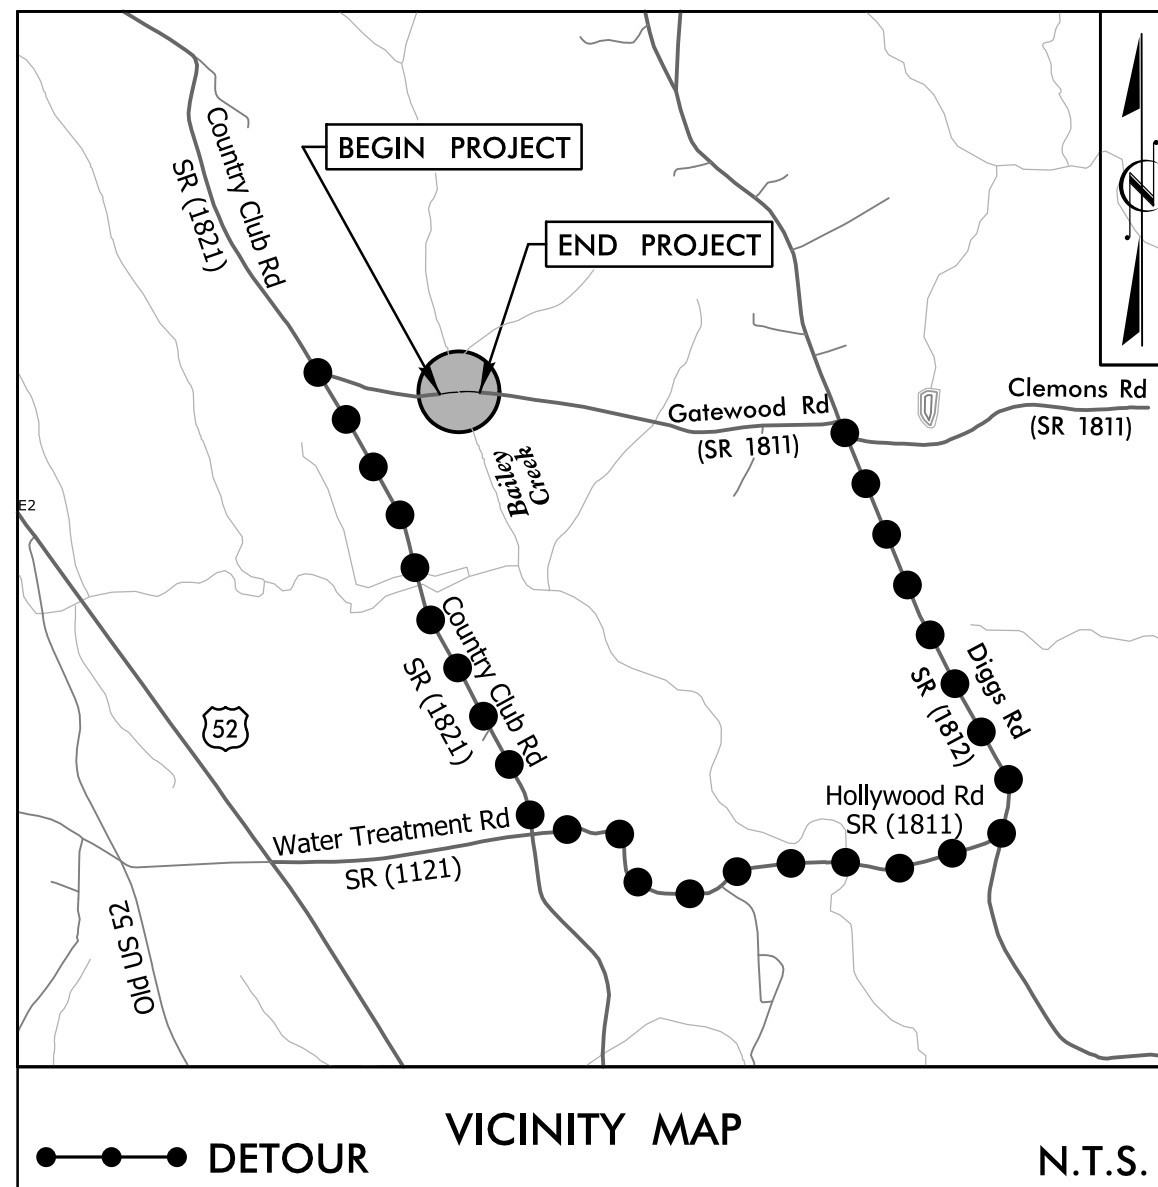 Country Club Rd
SR (1821)
BEGIN PROJECT
END PROJECT
N
Gatewood Rd
(SR 1811)
Clemons Rd
(SR 1811)
Bailey
Creek
E2
Country Club Rd
SR (1821)
Diggs Rd
SR (1812)
52
Hollywood Rd
SR (1811)
Water Treatment Rd
SR (1121)
Old US 52
VICINITY MAP
DETOUR
N.T.S.